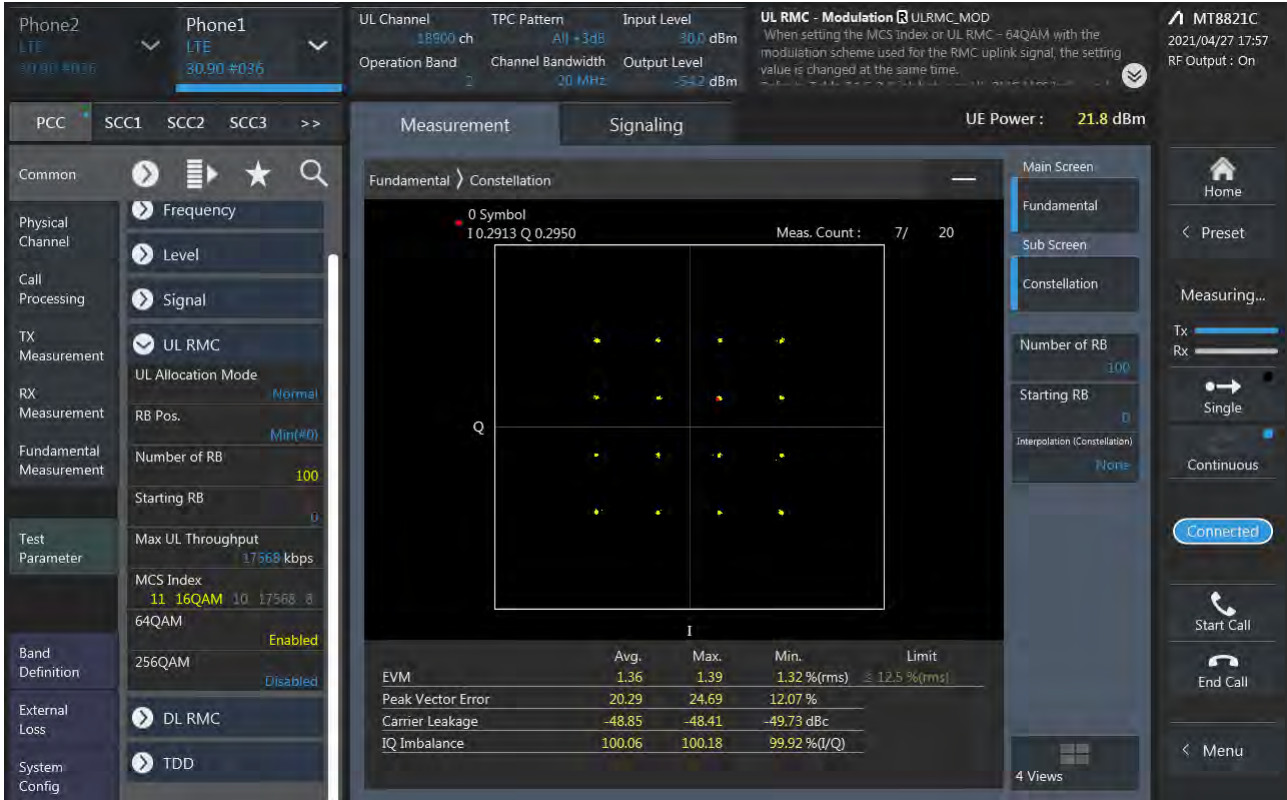 Phone2
LTE
30.90 #036
Phone1
LTE
30.90 #036
UL Channel
18900 ch
TPC Pattern
All +3dB
Input Level
30.0 dBm
Operation Band
2
Channel Bandwidth
20 MHz
Output Level
-54.2 dBm
UL RMC - Modulation R ULRMC_MOD
When setting the MCS Index or UL RMC - 64QAM with the
modulation scheme used for the RMC uplink signal, the setting
value is changed at the same time.
MT8821C
2021/04/27 17:57
RF Output : On
PCC SCC1 SCC2 SCC3 >>
Measurement
Signaling
UE Power : 21.8 dBm
Common
Physical
Channel
Call
Processing
TX
Measurement
RX
Measurement
Fundamental
Measurement
Test
Parameter
Band
Definition
External
Loss
System
Config
Frequency
Level
Signal
UL RMC
UL Allocation Mode
Normal
RB Pos.
Min(#0)
Number of RB
100
Starting RB
0
Max UL Throughput
17568 kbps
MCS Index
11 16QAM 10 17568 8
64QAM
Enabled
256QAM
Disabled
DL RMC
TDD
Fundamental 〉 Constellation
0 Symbol
I 0.2913 Q 0.2950
Meas. Count : 7/ 20
Q
I
Avg. Max. Min. Limit
EVM 1.36 1.39 1.32 %(rms) ≤ 12.5 %(rms)
Peak Vector Error 20.29 24.69 12.07 %
Carrier Leakage -48.85 -48.41 -49.73 dBc
IQ Imbalance 100.06 100.18 99.92 %(I/Q)
Main Screen
Fundamental
Sub Screen
Constellation
Number of RB
100
Starting RB
0
Interpolation (Constellation)
None
4 Views
Home
< Preset
Measuring...
Tx
Rx
Single
Continuous
Connected
Start Call
End Call
< Menu